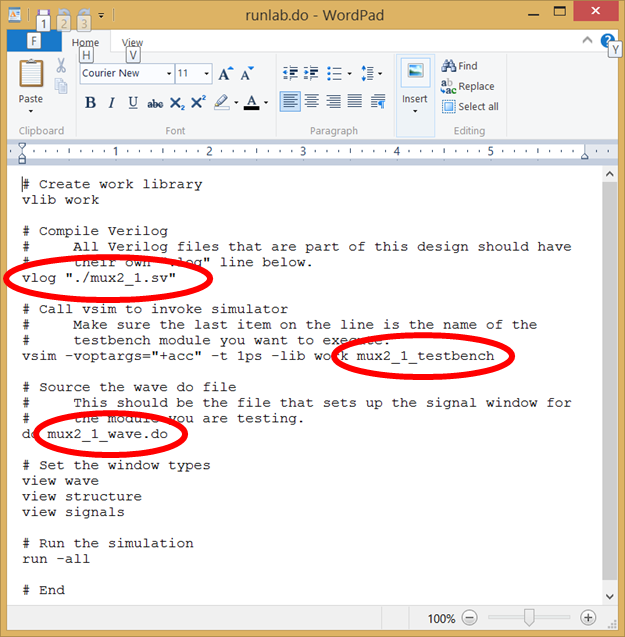 runlab.do - WordPad
1 2 3
F
Home
View
H
V
Y
Paste
Courier New
11
A A
B I U abc X2 X2 A
Insert
Find
Replace
Select all
Clipboard
Font
Paragraph
Editing
1 2 3 4 5
# Create work library
vlib work
# Compile Verilog
# All Verilog files that are part of this design should have
# their own "vlog" line below.
vlog "./mux2_1.sv"
# Call vsim to invoke simulator
# Make sure the last item on the line is the name of the
# testbench module you want to execute.
vsim -voptargs="+acc" -t 1ps -lib work mux2_1_testbench
# Source the wave do file
# This should be the file that sets up the signal window for
# the module you are testing.
do mux2_1_wave.do
# Set the window types
view wave
view structure
view signals
# Run the simulation
run -all
# End
100%